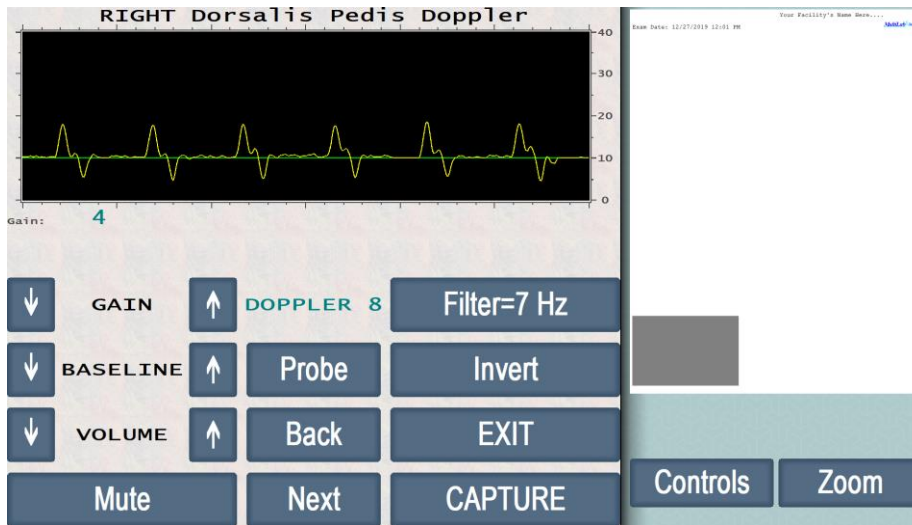 RIGHT Dorsalis Pedis Doppler
40
30
20
10
0
Gain: 4
GAIN
DOPPLER 8
Filter=7 Hz
BASELINE
Probe
Invert
VOLUME
Back
EXIT
Mute
Next
CAPTURE
Your Facility's Name Here....
Exam Date: 12/27/2019 12:01 PM
Controls
Zoom